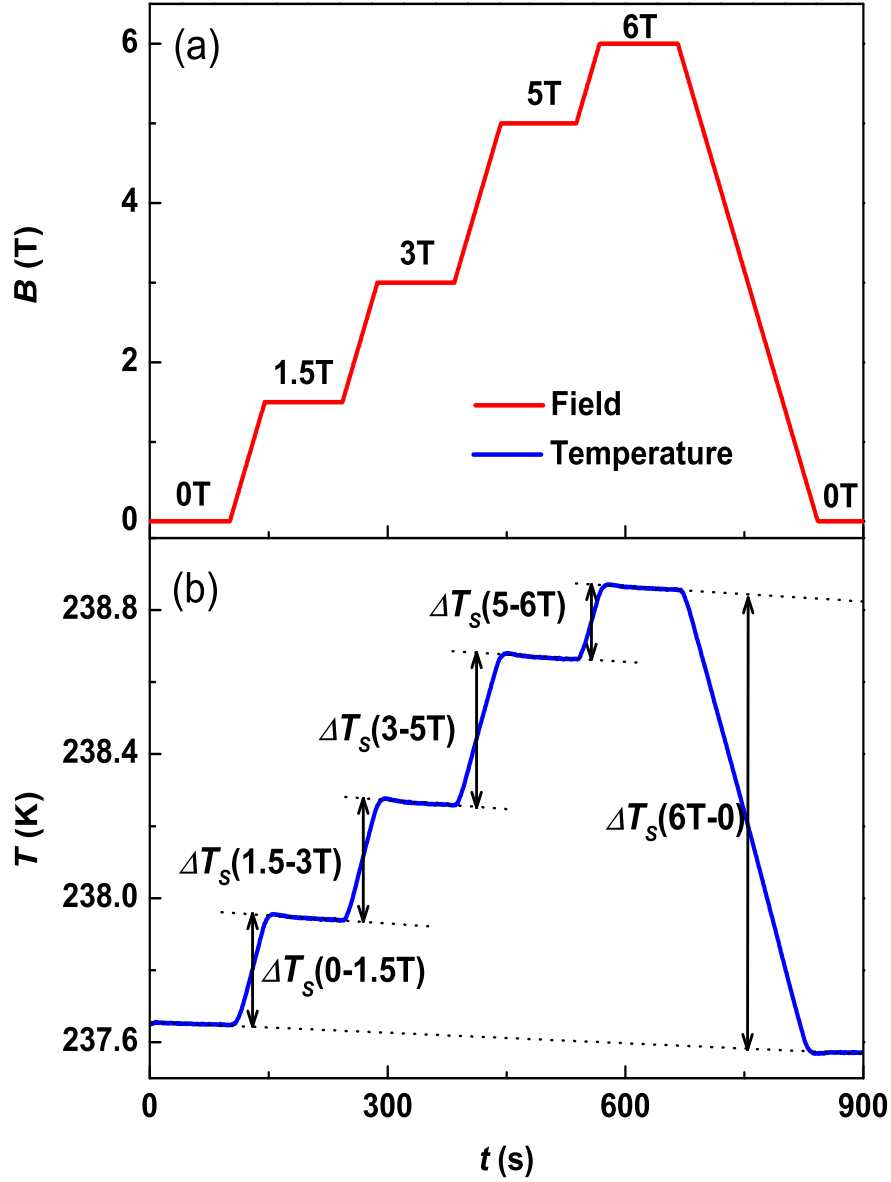 (a)
6T
6
5T
4
3T
B (T)
1.5T
2
Field
Temperature
0T
0T
0
(b)
238.8
ΔTS(5-6T)
238.4
ΔTS(3-5T)
T (K)
ΔTS(6T-0)
ΔTS(1.5-3T)
238.0
ΔTS(0-1.5T)
237.6
0 300 600 900
t (s)